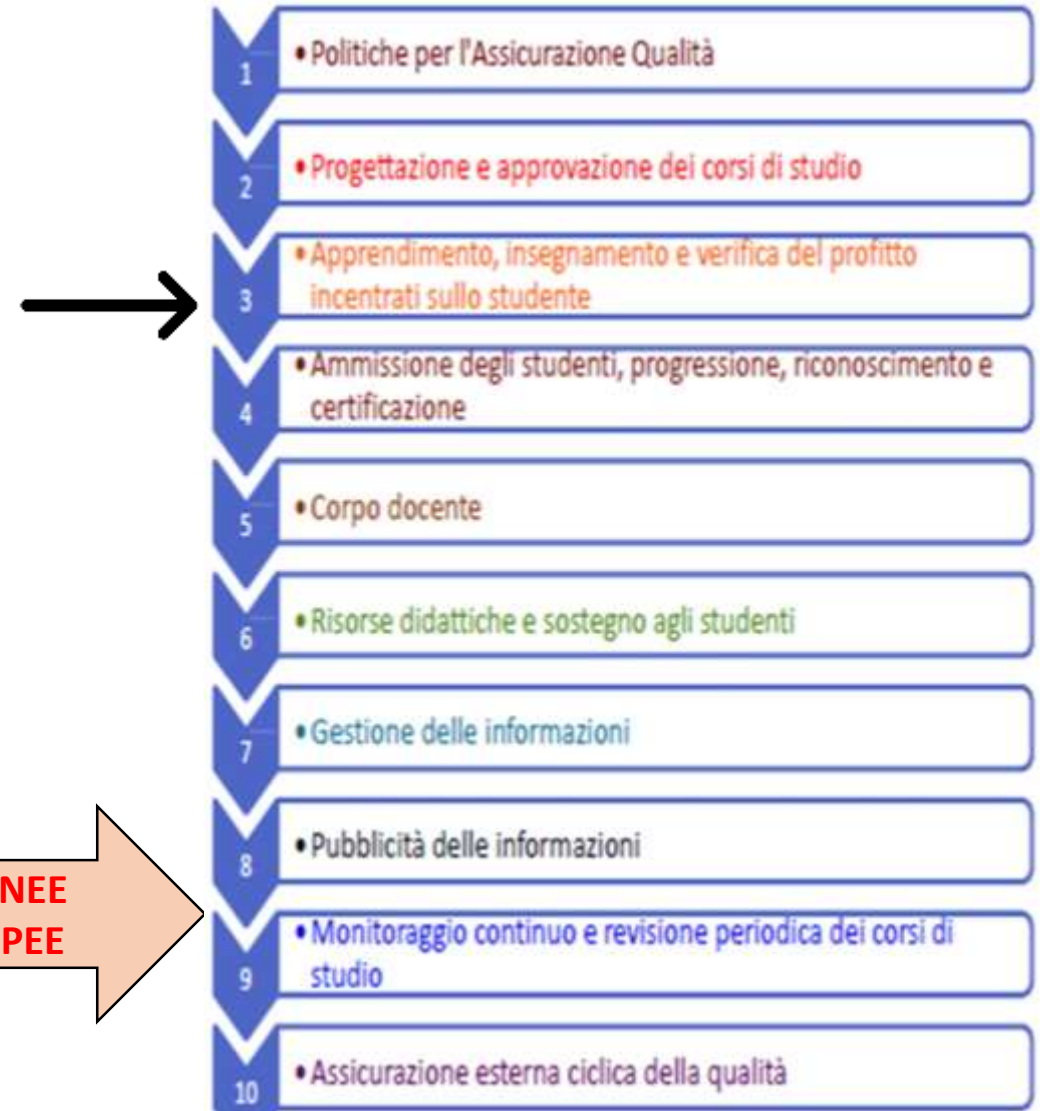 1
• Politiche per l'Assicurazione Qualità
2
• Progettazione e approvazione dei corsi di studio
3
• Apprendimento, insegnamento e verifica del profitto
incentrati sullo studente
4
• Ammissione degli studenti, progressione, riconoscimento e
certificazione
5
• Corpo docente
6
• Risorse didattiche e sostegno agli studenti
7
• Gestione delle informazioni
8
• Pubblicità delle informazioni
NEE
PEE
9
• Monitoraggio continuo e revisione periodica dei corsi di
studio
10
• Assicurazione esterna ciclica della qualità